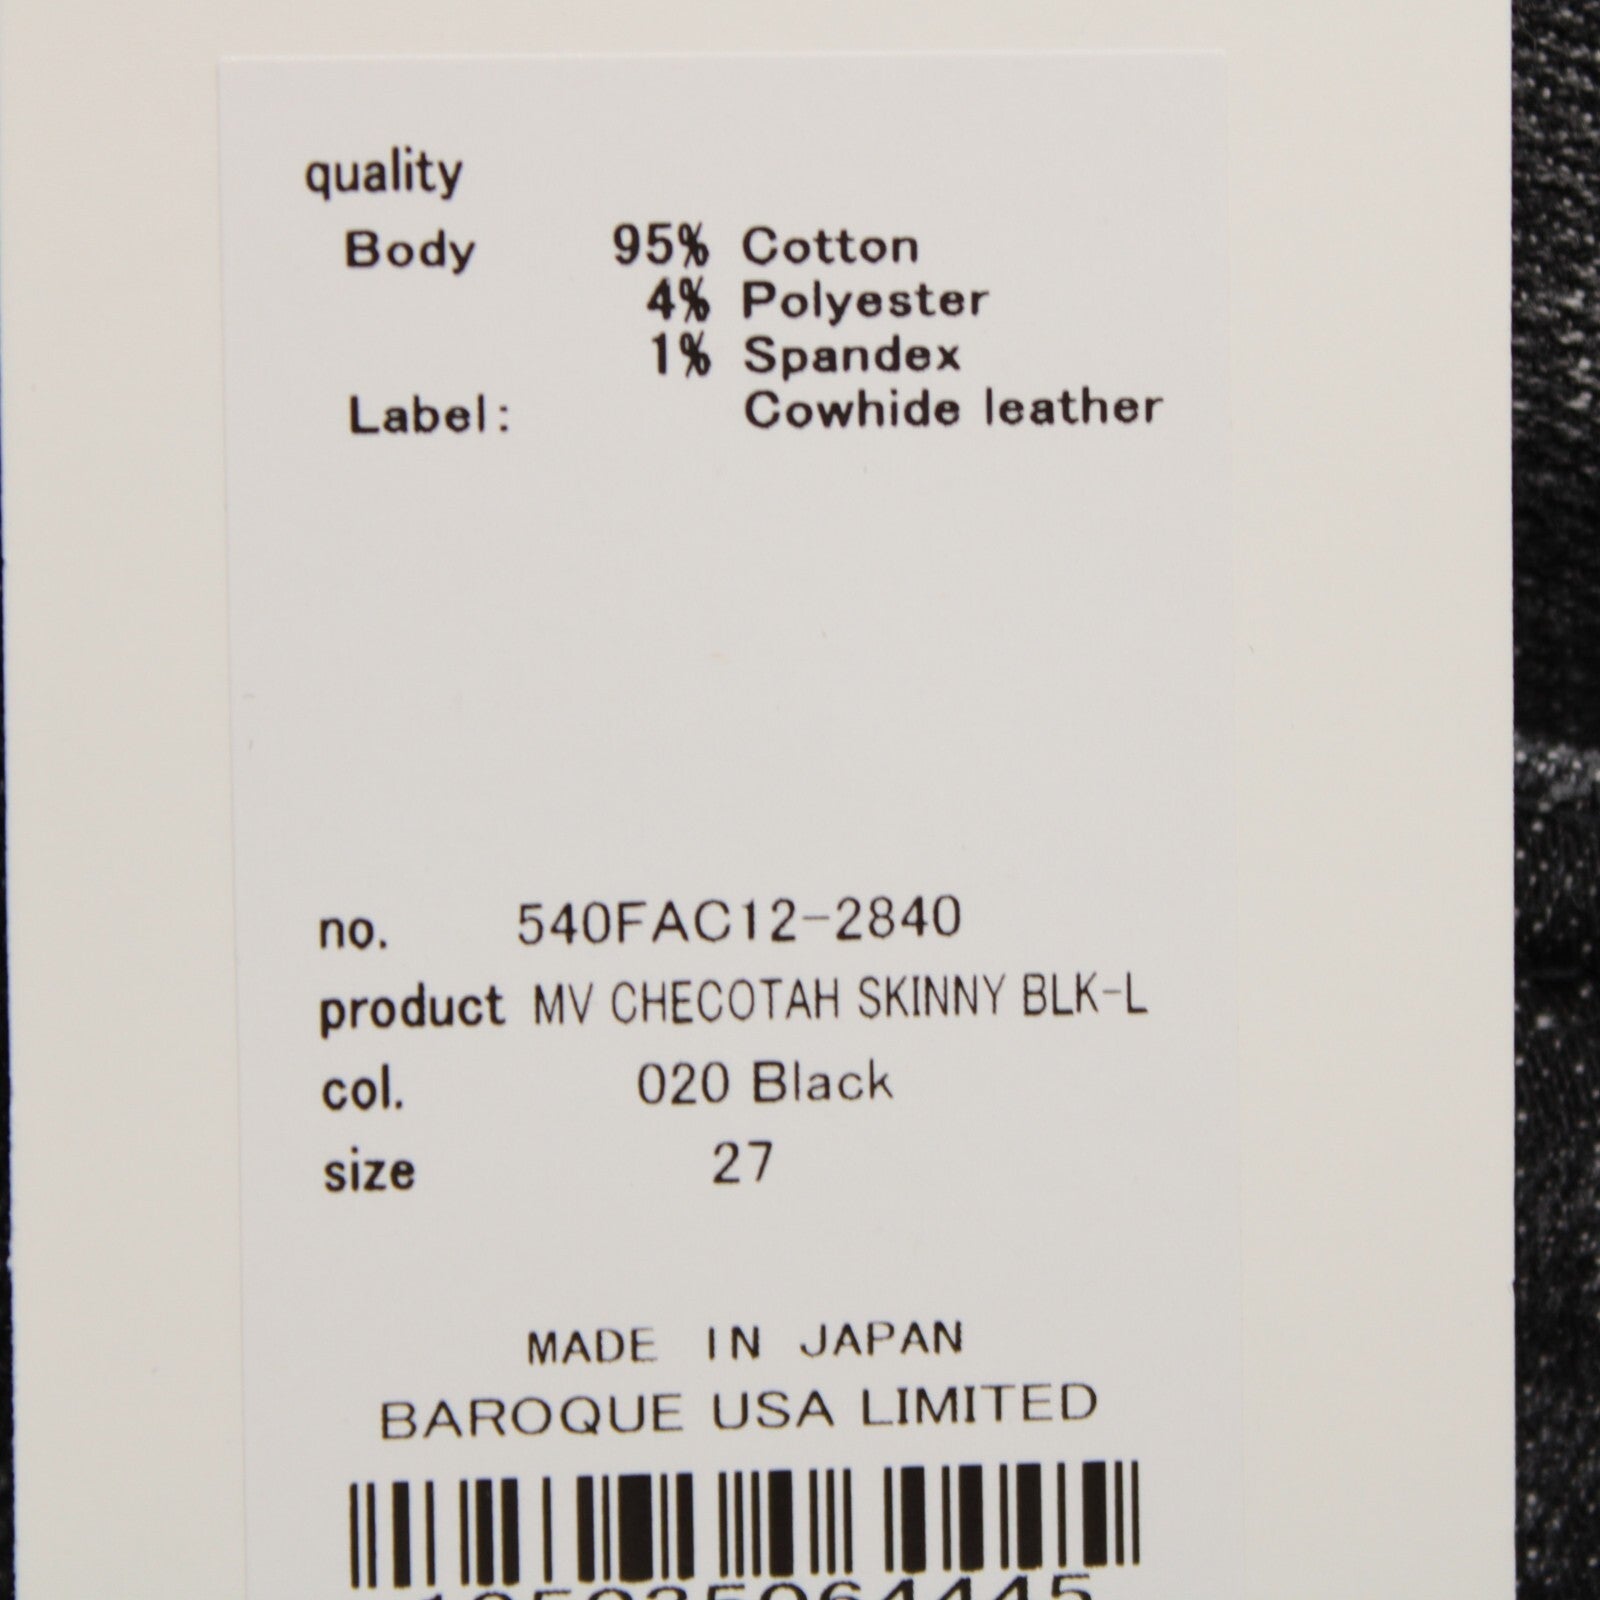 quality
Body 95% Cotton
4% Polyester
1% Spandex
Label: Cowhide leather
no. 540FAC12-2840
product MV CHECOTAH SKINNY BLK-L
col. 020 Black
size 27
MADE IN JAPAN
BAROQUE USA LIMITED